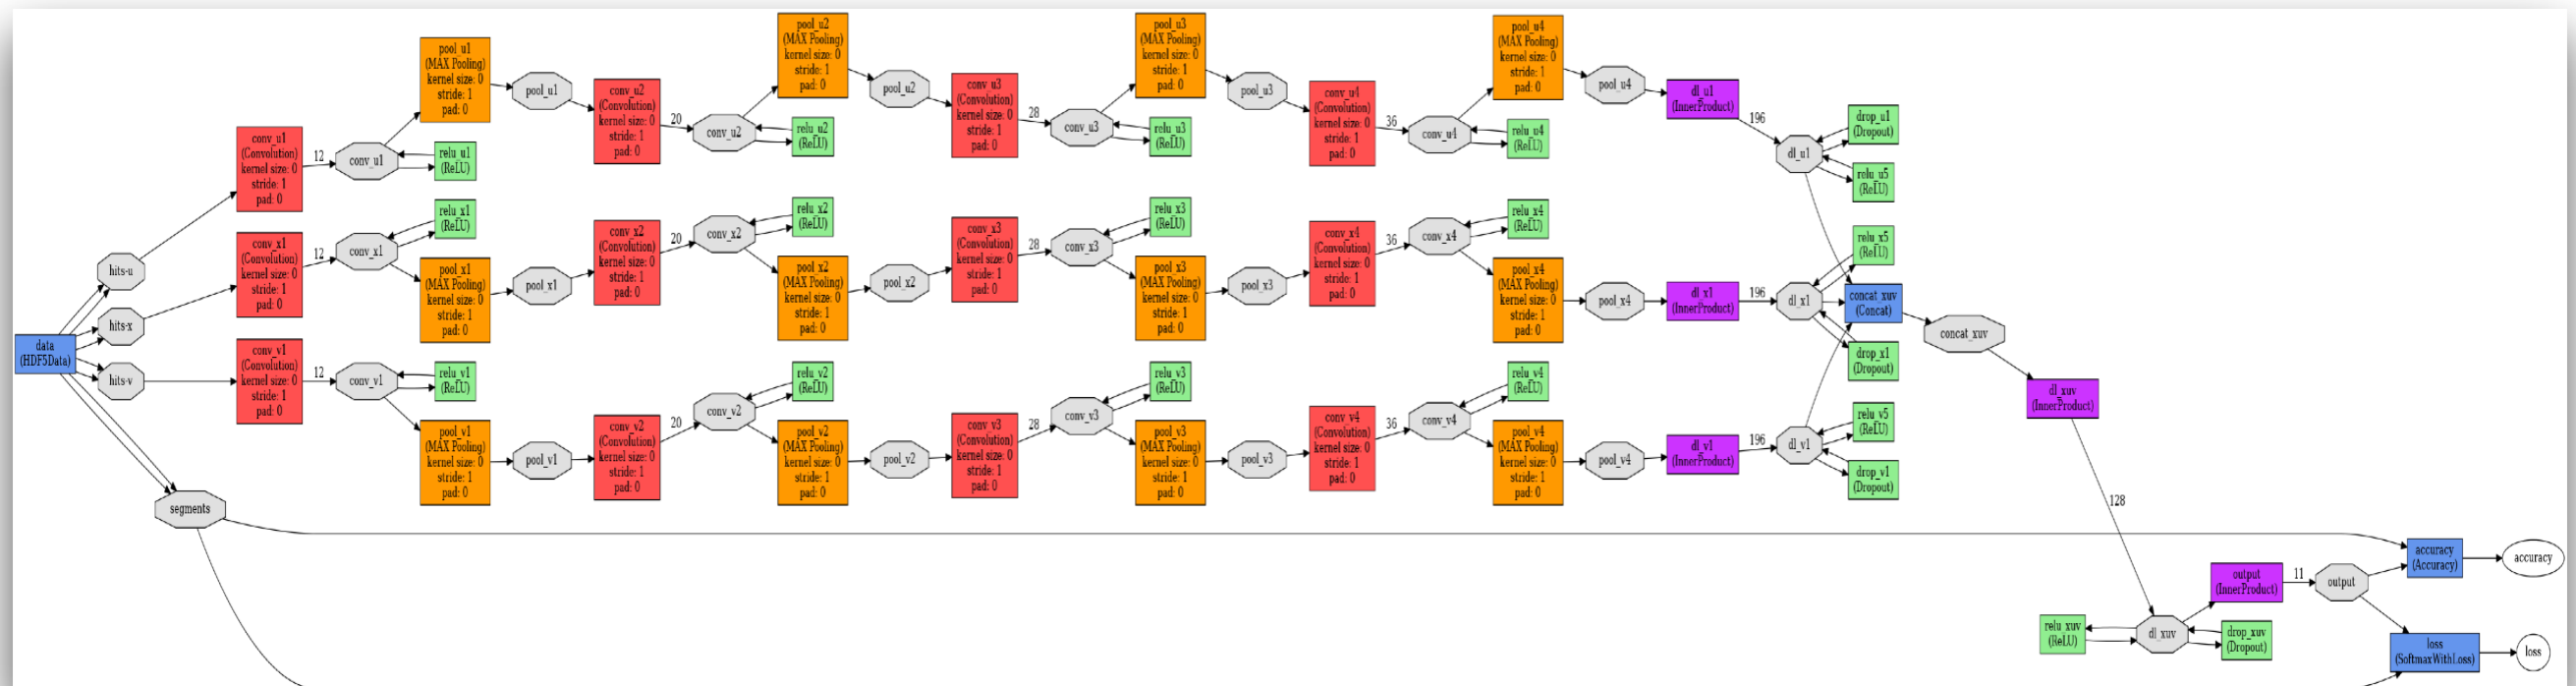 data
(HDF5Data)
hits-u
hits-x
hits-v
segments
conv_u1
(Convolution)
kernel size: 0
stride: 1
pad: 0
12
conv_u1
relu_u1
(ReLU)
pool_u1
(MAX Pooling)
kernel size: 0
stride: 1
pad: 0
pool_u1
conv_u2
(Convolution)
kernel size: 0
stride: 1
pad: 0
20
conv_u2
relu_u2
(ReLU)
pool_u2
(MAX Pooling)
kernel size: 0
stride: 1
pad: 0
pool_u2
conv_u3
(Convolution)
kernel size: 0
stride: 1
pad: 0
28
conv_u3
relu_u3
(ReLU)
pool_u3
(MAX Pooling)
kernel size: 0
stride: 1
pad: 0
pool_u3
conv_u4
(Convolution)
kernel size: 0
stride: 1
pad: 0
36
conv_u4
relu_u4
(ReLU)
pool_u4
(MAX Pooling)
kernel size: 0
stride: 1
pad: 0
pool_u4
dl_u1
(InnerProduct)
196
dl_u1
drop_u1
(Dropout)
relu_u5
(ReLU)
conv_x1
(Convolution)
kernel size: 0
stride: 1
pad: 0
12
conv_x1
relu_x1
(ReLU)
pool_x1
(MAX Pooling)
kernel size: 0
stride: 1
pad: 0
pool_x1
conv_x2
(Convolution)
kernel size: 0
stride: 1
pad: 0
20
conv_x2
relu_x2
(ReLU)
pool_x2
(MAX Pooling)
kernel size: 0
stride: 1
pad: 0
pool_x2
conv_x3
(Convolution)
kernel size: 0
stride: 1
pad: 0
28
conv_x3
relu_x3
(ReLU)
pool_x3
(MAX Pooling)
kernel size: 0
stride: 1
pad: 0
pool_x3
conv_x4
(Convolution)
kernel size: 0
stride: 1
pad: 0
36
conv_x4
relu_x4
(ReLU)
pool_x4
(MAX Pooling)
kernel size: 0
stride: 1
pad: 0
pool_x4
dl_x1
(InnerProduct)
196
dl_x1
relu_x5
(ReLU)
concat_xuv
(Concat)
drop_x1
(Dropout)
concat_xuv
conv_v1
(Convolution)
kernel size: 0
stride: 1
pad: 0
12
conv_v1
relu_v1
(ReLU)
pool_v1
(MAX Pooling)
kernel size: 0
stride: 1
pad: 0
pool_v1
conv_v2
(Convolution)
kernel size: 0
stride: 1
pad: 0
20
conv_v2
relu_v2
(ReLU)
pool_v2
(MAX Pooling)
kernel size: 0
stride: 1
pad: 0
pool_v2
conv_v3
(Convolution)
kernel size: 0
stride: 1
pad: 0
28
conv_v3
relu_v3
(ReLU)
pool_v3
(MAX Pooling)
kernel size: 0
stride: 1
pad: 0
pool_v3
conv_v4
(Convolution)
kernel size: 0
stride: 1
pad: 0
36
conv_v4
relu_v4
(ReLU)
pool_v4
(MAX Pooling)
kernel size: 0
stride: 1
pad: 0
pool_v4
dl_v1
(InnerProduct)
196
dl_v1
relu_v5
(ReLU)
drop_v1
(Dropout)
dl_xuv
(InnerProduct)
128
relu_xuv
(ReLU)
dl_xuv
drop_xuv
(Dropout)
output
(InnerProduct)
11
output
accuracy
(Accuracy)
accuracy
loss
(SoftmaxWithLoss)
loss